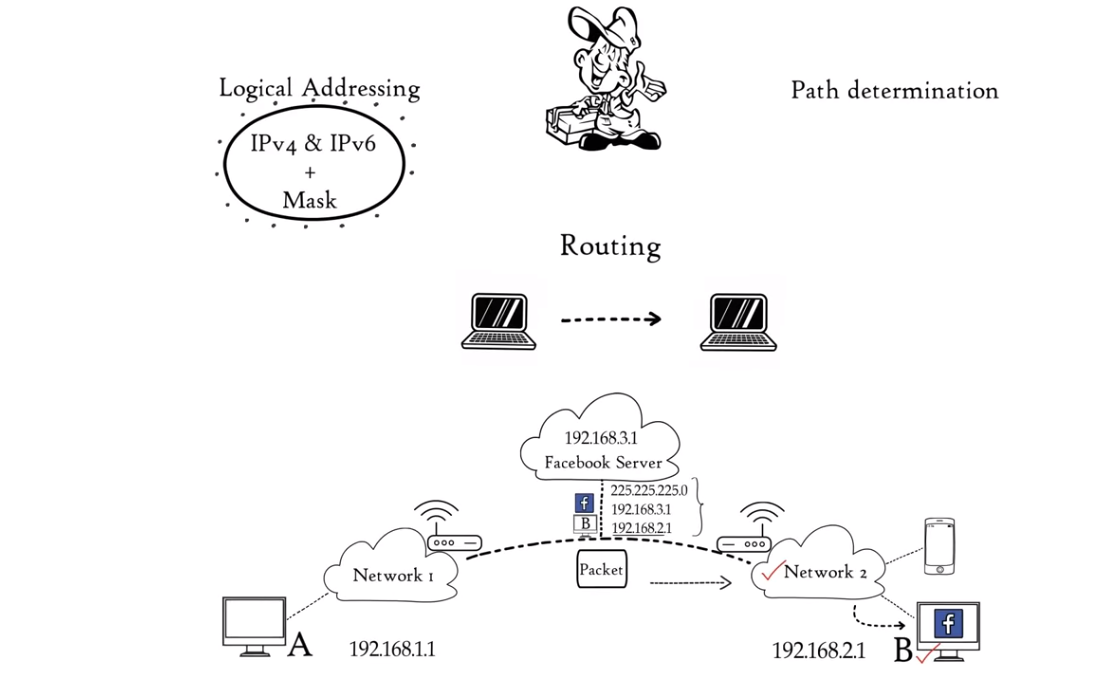 Logical Addressing
IPv4 & IPv6
+
Mask
Path determination
Routing
192.168.3.1
Facebook Server
f
225.225.225.0
192.168.3.1
B
192.168.2.1
Packet
Network 1
Network 2
A
192.168.1.1
192.168.2.1
B
f